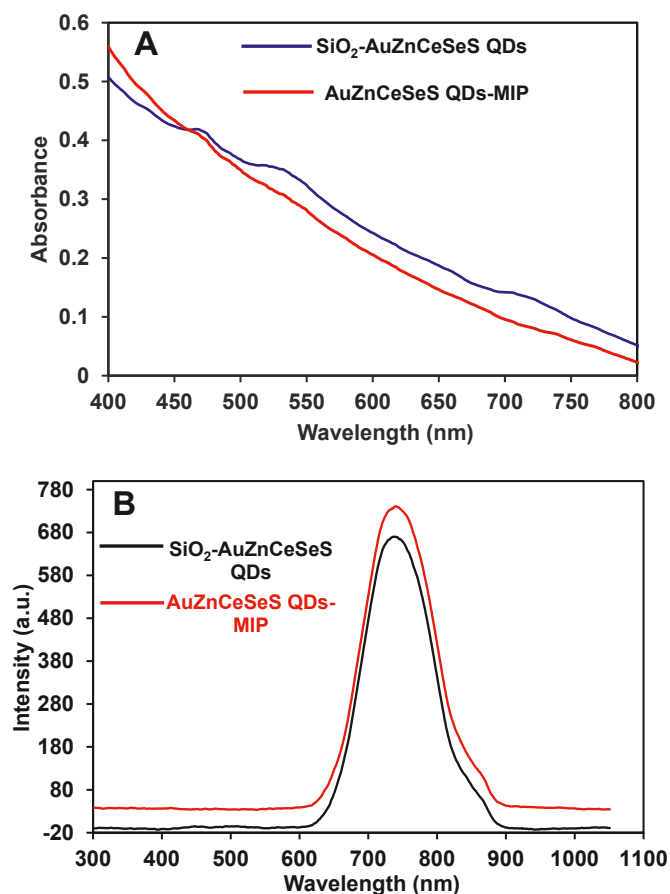 A
SiO₂-AuZnCeSeS QDs
AuZnCeSeS QDs-MIP
Absorbance
0.6
0.5
0.4
0.3
0.2
0.1
0
400 450 500 550 600 650 700 750 800
Wavelength (nm)
B
SiO₂-AuZnCeSeS
QDs
AuZnCeSeS QDs-
MIP
Intensity (a.u.)
780
680
580
480
380
280
180
80
-20
300 400 500 600 700 800 900 1000 1100
Wavelength (nm)